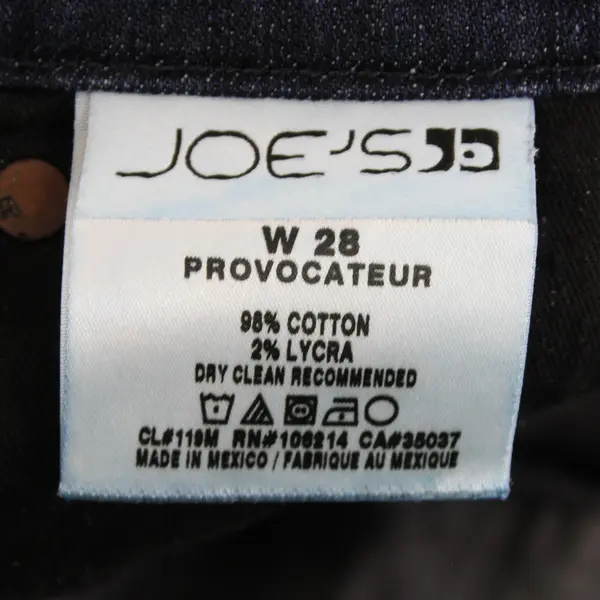 JOE'S
W 28
PROVOCATEUR
98% COTTON
2% LYCRA
DRY CLEAN RECOMMENDED
CL#119M RN#106214 CA#35037
MADE IN MEXICO / FABRIQUE AU MEXIQUE